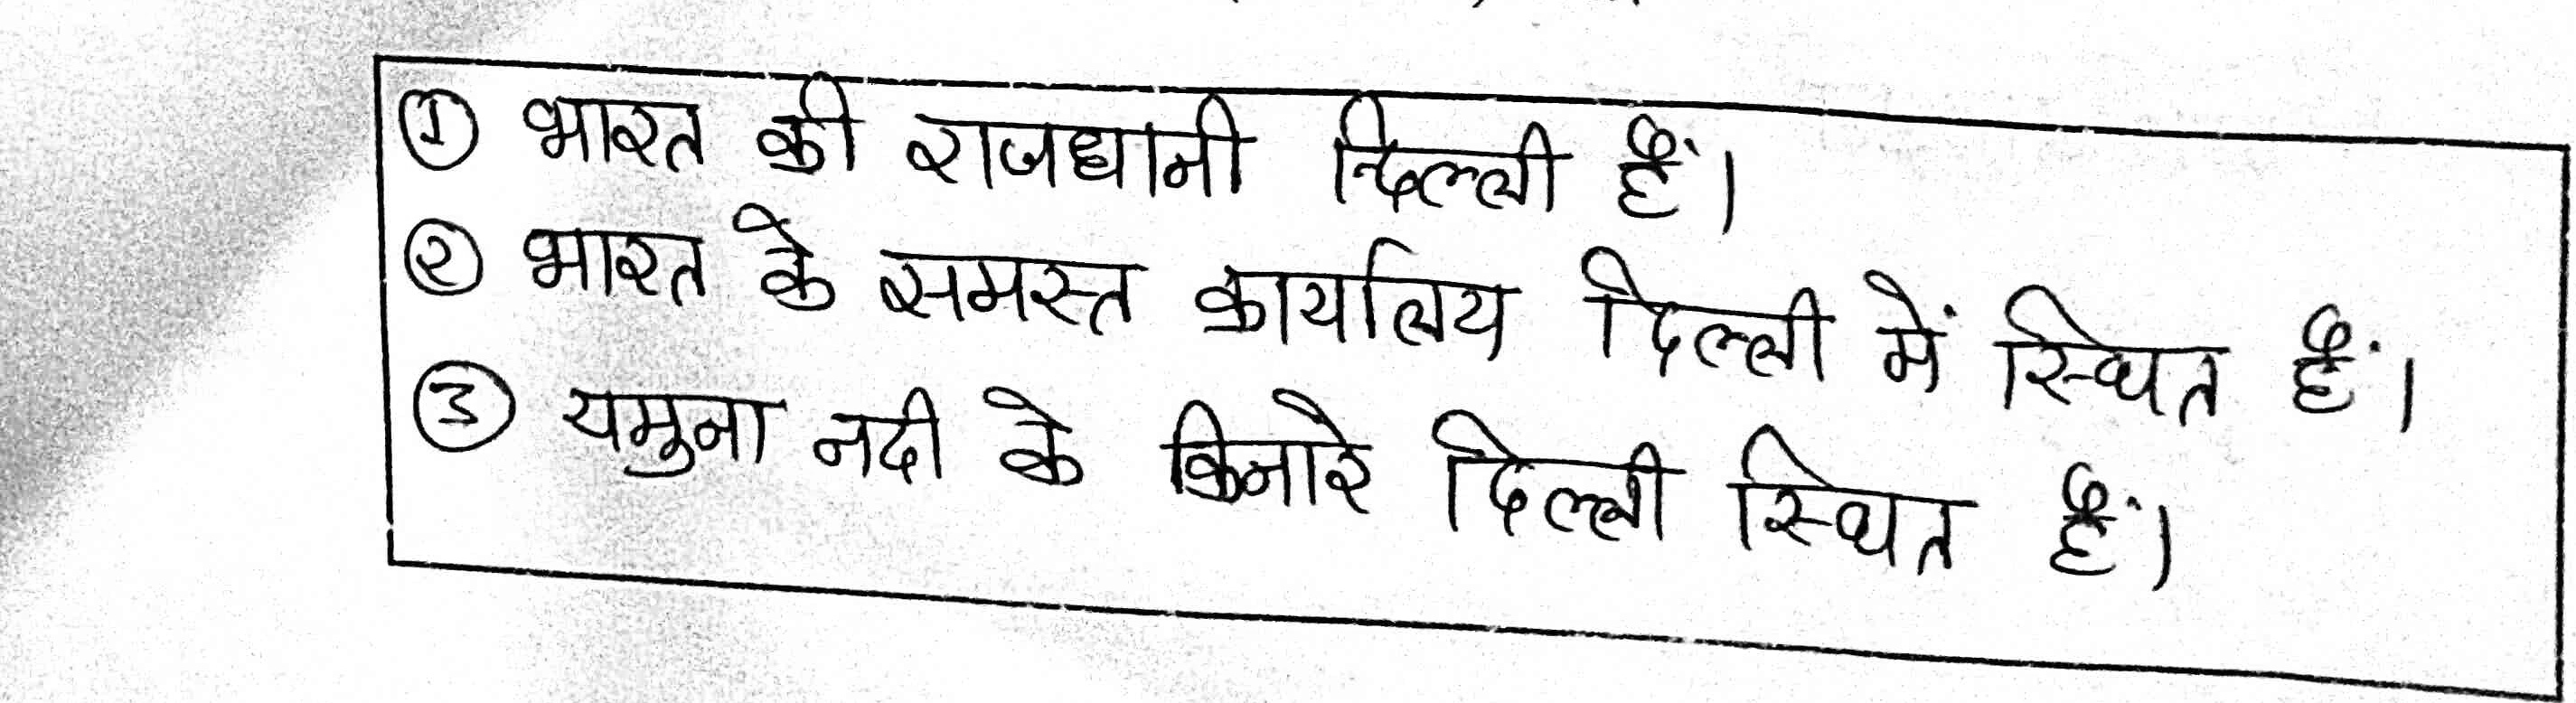 ① भारत की राजधानी दिल्ली हैं।
② भारत के समस्त कार्यालय दिल्ली में स्थित हैं।
③ यमुना नदी के किनारे दिल्ली स्थित हैं।